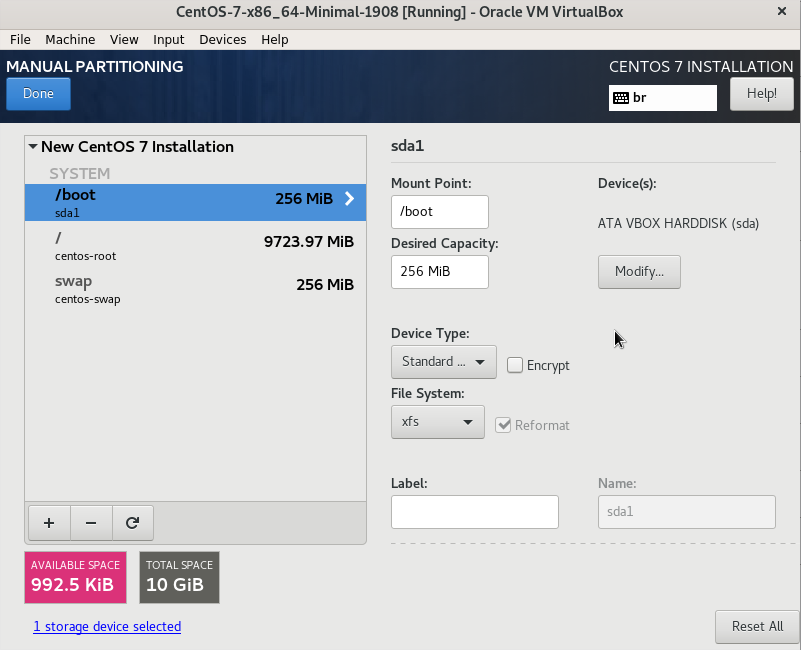 CentOS-7-x86_64-Minimal-1908 [Running] - Oracle VM VirtualBox
File Machine View Input Devices Help
MANUAL PARTITIONING
CENTOS 7 INSTALLATION
Done
br
Help!
New CentOS 7 Installation
SYSTEM
/boot 256 MiB
sda1
/ 9723.97 MiB
centos-root
swap 256 MiB
centos-swap
+ − 
AVAILABLE SPACE
992.5 KiB
TOTAL SPACE
10 GiB
1 storage device selected
sda1
Mount Point:
/boot
Device(s):
ATA VBOX HARDDISK (sda)
Desired Capacity:
256 MiB
Modify...
Device Type:
Standard ...
Encrypt
File System:
xfs
Reformat
Label:
Name:
sda1
Reset All